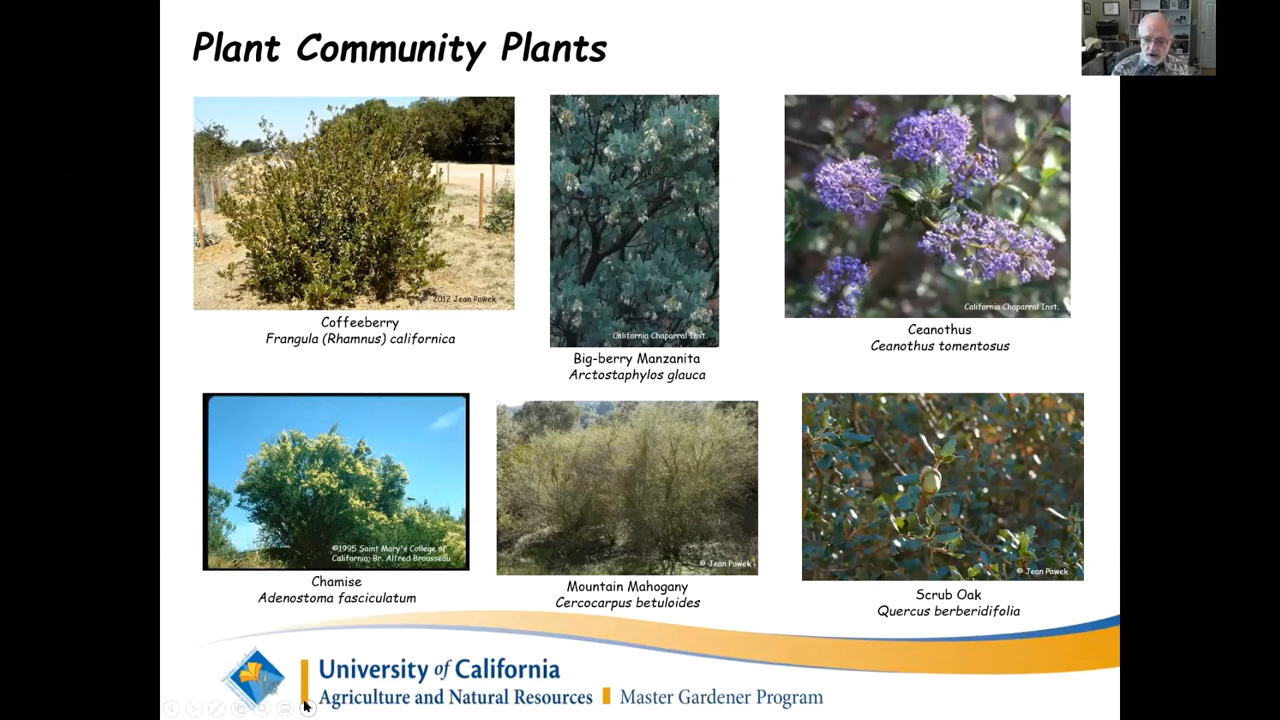 Plant Community Plants
© 2012 Jean Pawek
Coffeeberry
Frangula (Rhamnus) californica
California Chaparral Inst.
Big-berry Manzanita
Arctostaphylos glauca
California Chaparral Inst.
Ceanothus
Ceanothus tomentosus
©1995 Saint Mary's College of
California; Br. Alfred Brousseau
Chamise
Adenostoma fasciculatum
© Jean Pawek
Mountain Mahogany
Cercocarpus betuloides
© Jean Pawek
Scrub Oak
Quercus berberidifolia
University of California
Agriculture and Natural Resources Master Gardener Program